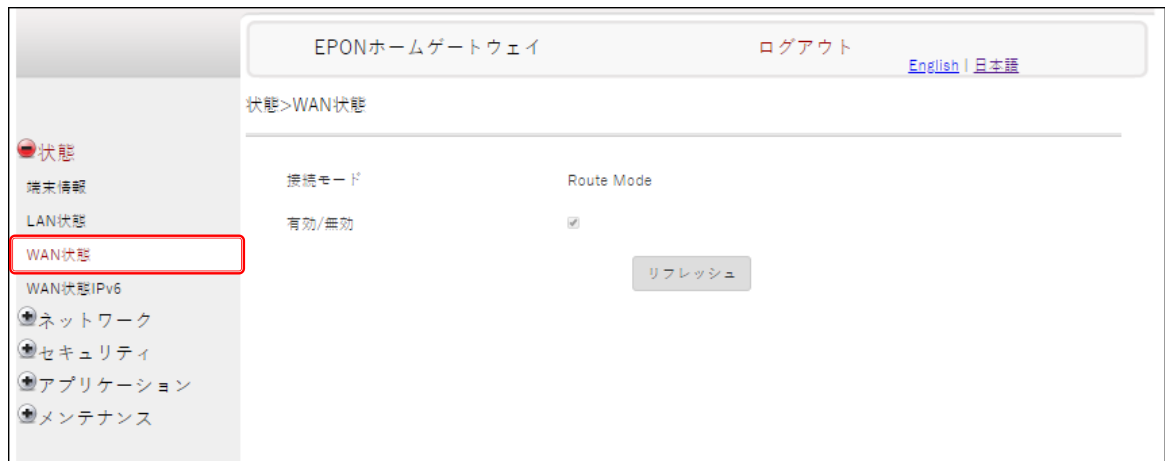 EPONホームゲートウェイ
ログアウト
English | 日本語
状態>WAN状態
状態
端末情報
LAN状態
WAN状態
WAN状態IPv6
ネットワーク
セキュリティ
アプリケーション
メンテナンス
接続モード Route Mode
有効/無効
リフレッシュ